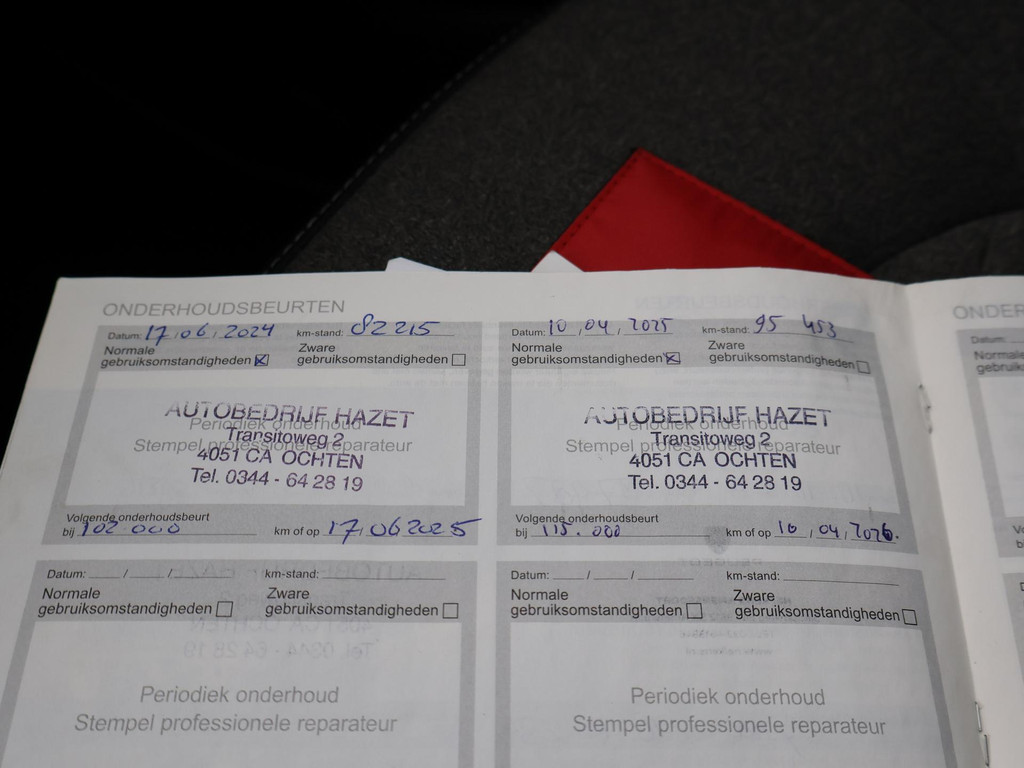 ONDERHOUDSBEURTEN
Datum: 17,06,2024 km-stand: 82215
Normale gebruiksomstandigheden ☒ Zware gebruiksomstandigheden ☐
AUTOBEDRIJF HAZET
Periodiek onderhoud
Transitoweg 2
Stempel professionele reparateur
4051 CA OCHTEN
Tel. 0344 - 64 28 19
Volgende onderhoudsbeurt
bij 102 000 km of op 17,06 2025
Datum: 10,04,2025 km-stand: 95 453
Normale gebruiksomstandigheden ☒ Zware gebruiksomstandigheden ☐
AUTOBEDRIJF HAZET
Periodiek onderhoud
Transitoweg 2
Stempel professionele reparateur
4051 CA OCHTEN
Tel. 0344 - 64 28 19
Volgende onderhoudsbeurt
bij 115.000 km of op 10,04,2026.
Datum: / / km-stand:
Normale gebruiksomstandigheden ☐ Zware gebruiksomstandigheden ☐
Periodiek onderhoud
Stempel professionele reparateur
Datum: / / km-stand:
Normale gebruiksomstandigheden ☐ Zware gebruiksomstandigheden ☐
Periodiek onderhoud
Stempel professionele reparateur
ONDER
Datum:
Normale
gebruiks